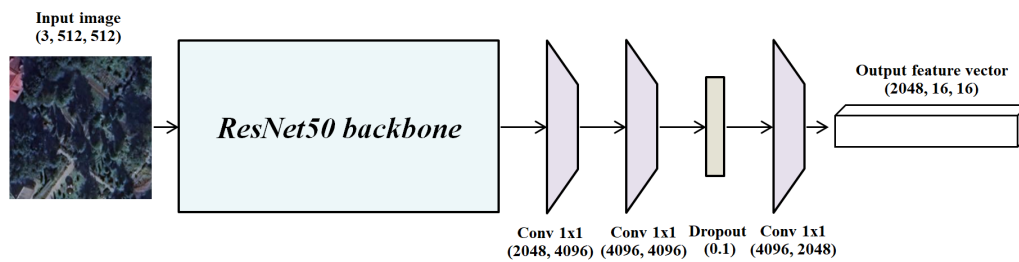 Input image
(3, 512, 512)
ResNet50 backbone
Conv 1x1
(2048, 4096)
Conv 1x1
(4096, 4096)
Dropout
(0.1)
Conv 1x1
(4096, 2048)
Output feature vector
(2048, 16, 16)